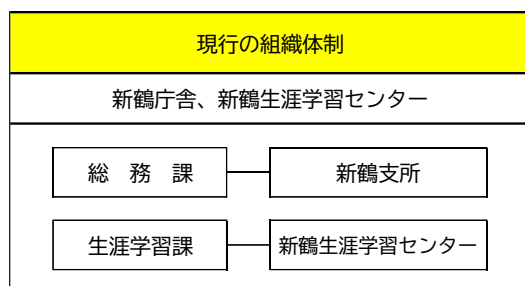 現行の組織体制
新鶴庁舎、新鶴生涯学習センター
総　務　課　新鶴支所
生涯学習課　新鶴生涯学習センター